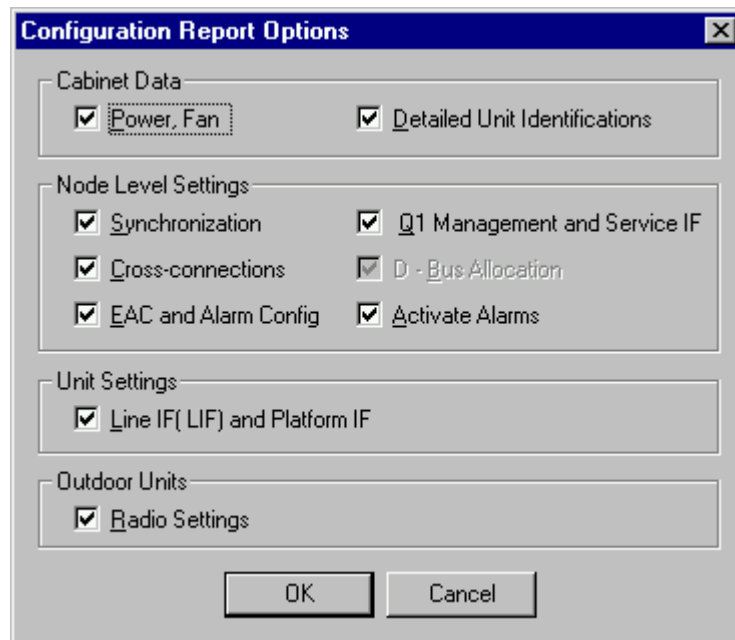 Configuration Report Options
Cabinet Data
Power, Fan
Detailed Unit Identifications
Node Level Settings
Synchronization
Q1 Management and Service IF
Cross-connections
D - Bus Allocation
EAC and Alarm Config
Activate Alarms
Unit Settings
Line IF( LIF) and Platform IF
Outdoor Units
Radio Settings
OK
Cancel